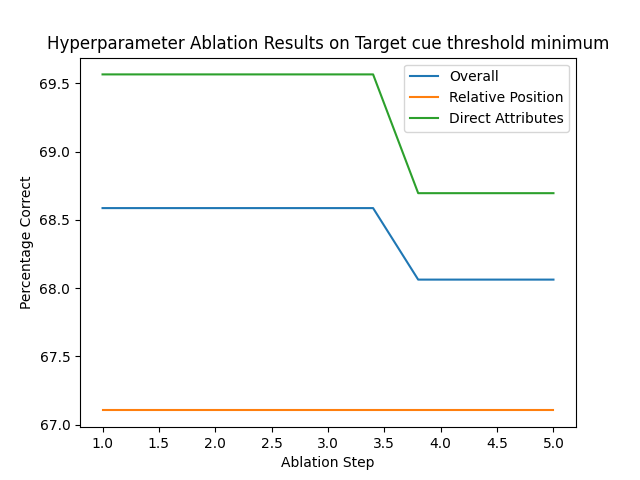 Hyperparameter Ablation Results on Target cue threshold minimum
Overall
Relative Position
Direct Attributes
Percentage Correct
69.5
69.0
68.5
68.0
67.5
67.0
1.0 1.5 2.0 2.5 3.0 3.5 4.0 4.5 5.0
Ablation Step